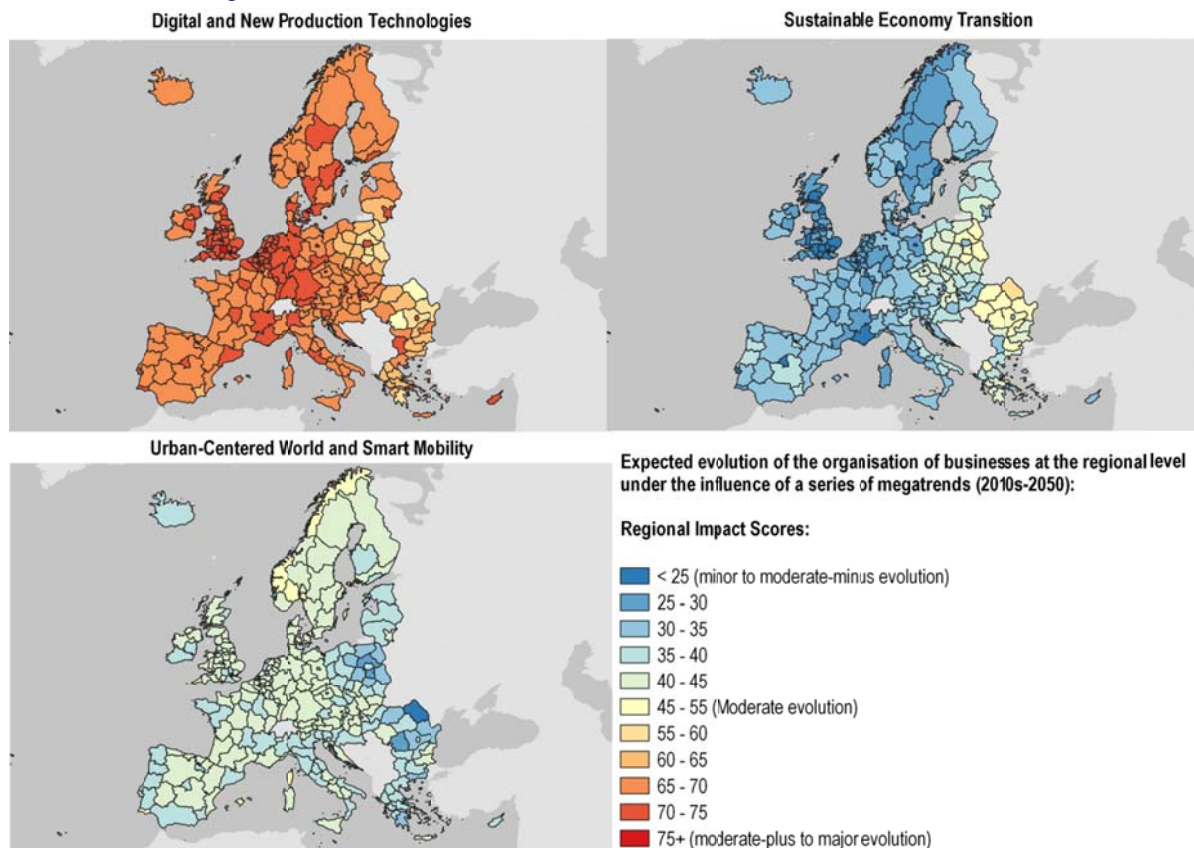 Digital and New Production Technologies
Sustainable Economy Transition
Urban-Centered World and Smart Mobility
Expected evolution of the organisation of businesses at the regional level
under the influence of a series of megatrends (2010s-2050):
Regional Impact Scores:
< 25 (minor to moderate-minus evolution)
25 - 30
30 - 35
35 - 40
40 - 45
45 - 55 (Moderate evolution)
55 - 60
60 - 65
65 - 70
70 - 75
75+ (moderate-plus to major evolution)